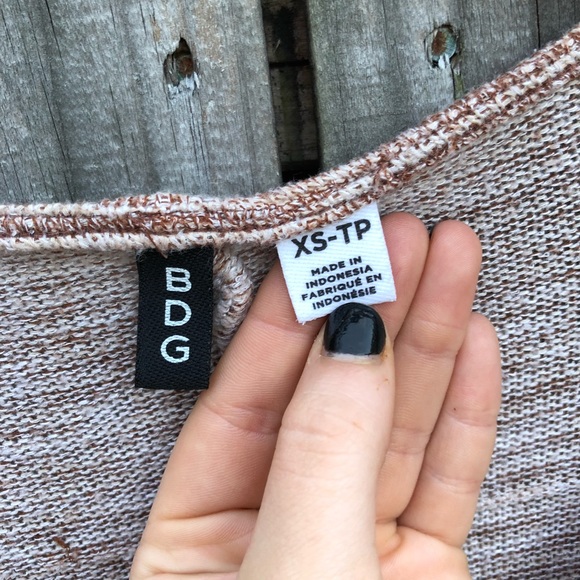 B
D
G
XS-TP
MADE IN
INDONESIA
FABRIQUÉ EN
INDONÉSIE